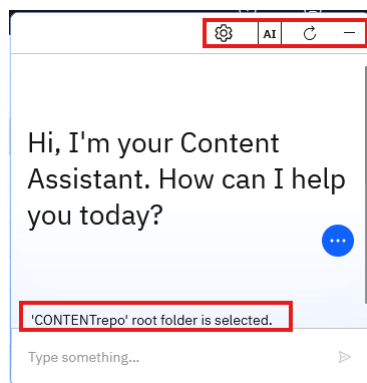 AI
Hi, I'm your Content
Assistant. How can I help
you today?
'CONTENTrepo' root folder is selected.
Type something...